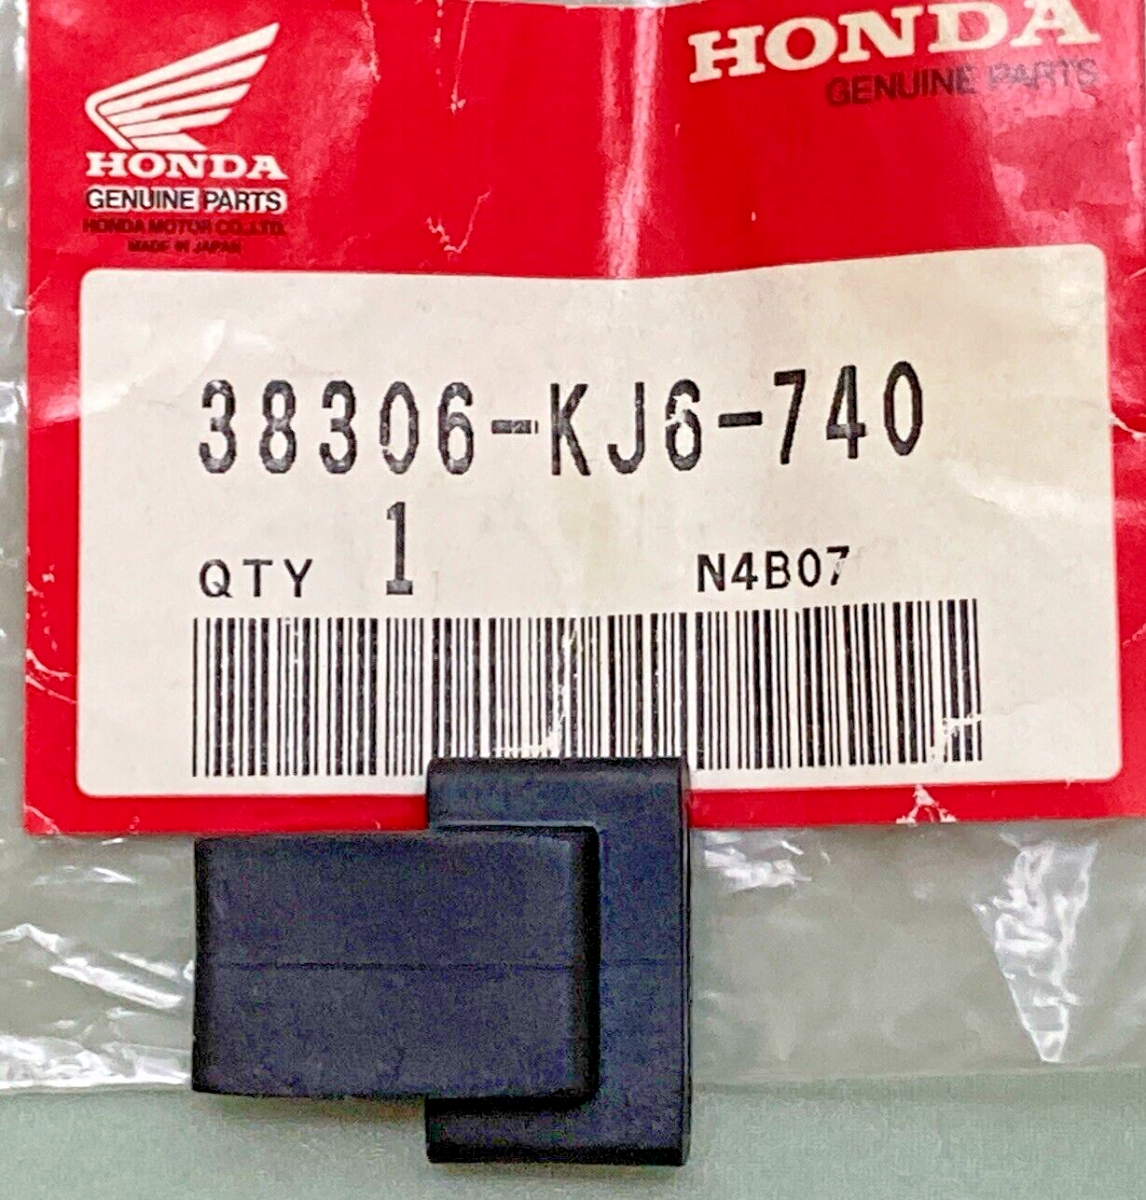 HONDA
GENUINE PARTS
HONDA MOTOR CO.,LTD.
MADE IN JAPAN
HONDA
GENUINE PARTS
38306-KJ6-740
QTY 1 N4B07